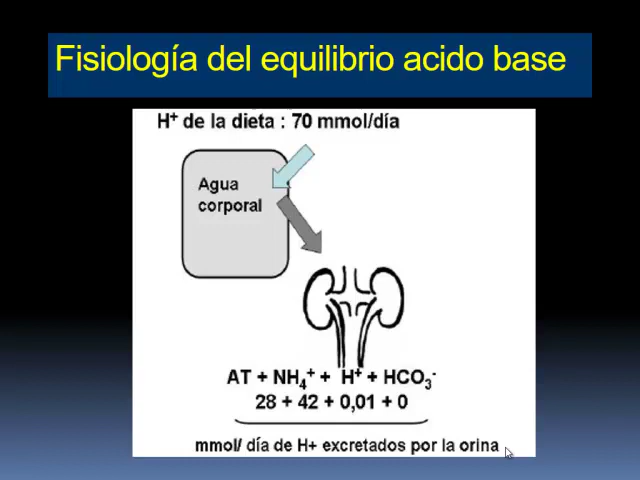 Fisiología del equilibrio acido base
H⁺ de la dieta : 70 mmol/día
Agua
corporal
AT + NH₄⁺ + H⁺ + HCO₃⁻
28 + 42 + 0,01 + 0
mmol/ día de H+ excretados por la orina